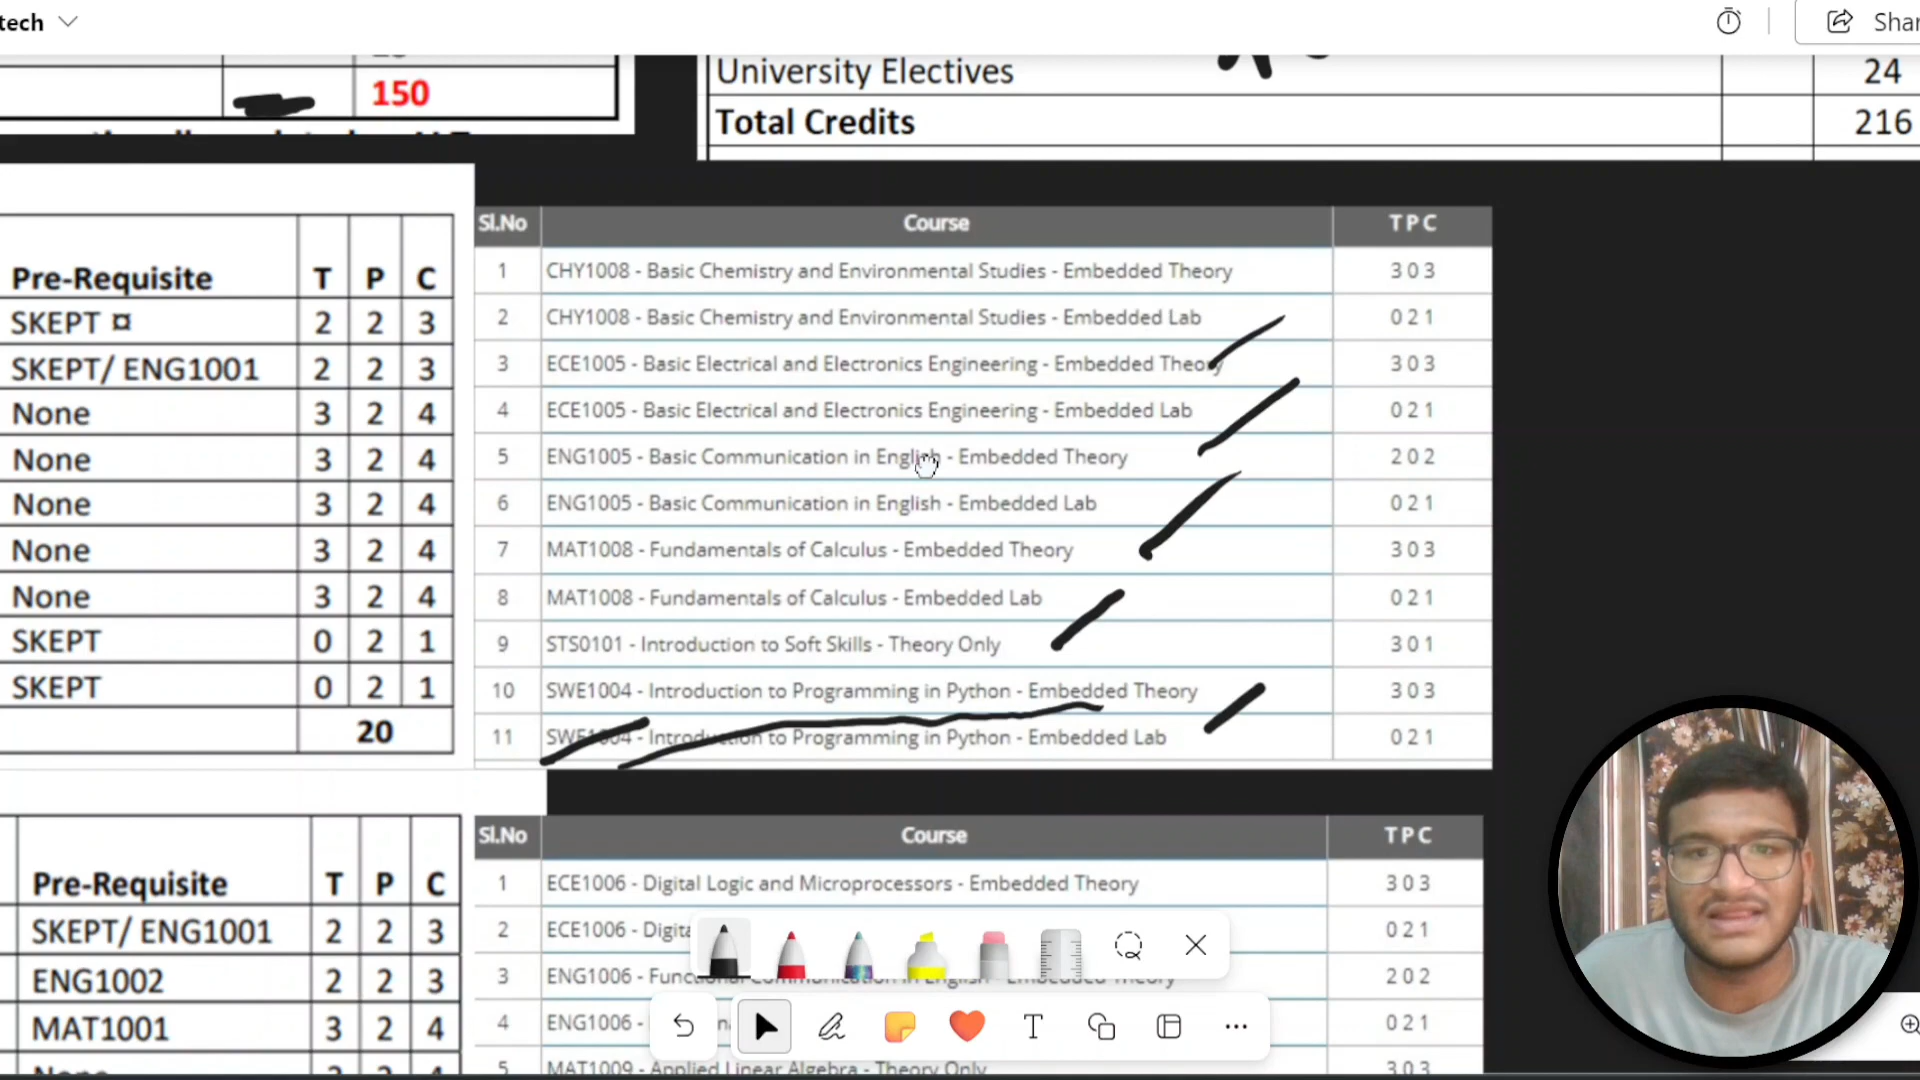 tech
Shar
150
University Electives 24
Total Credits 216
Pre-Requisite T P C
SKEPT ¤ 2 2 3
SKEPT/ ENG1001 2 2 3
None 3 2 4
None 3 2 4
None 3 2 4
None 3 2 4
None 3 2 4
SKEPT 0 2 1
SKEPT 0 2 1
20
Sl.No Course T P C
1 CHY1008 - Basic Chemistry and Environmental Studies - Embedded Theory 3 0 3
2 CHY1008 - Basic Chemistry and Environmental Studies - Embedded Lab 0 2 1
3 ECE1005 - Basic Electrical and Electronics Engineering - Embedded Theory 3 0 3
4 ECE1005 - Basic Electrical and Electronics Engineering - Embedded Lab 0 2 1
5 ENG1005 - Basic Communication in English - Embedded Theory 2 0 2
6 ENG1005 - Basic Communication in English - Embedded Lab 0 2 1
7 MAT1008 - Fundamentals of Calculus - Embedded Theory 3 0 3
8 MAT1008 - Fundamentals of Calculus - Embedded Lab 0 2 1
9 STS0101 - Introduction to Soft Skills - Theory Only 3 0 1
10 SWE1004 - Introduction to Programming in Python - Embedded Theory 3 0 3
11 SWE1004 - Introduction to Programming in Python - Embedded Lab 0 2 1
Pre-Requisite T P C
SKEPT/ ENG1001 2 2 3
ENG1002 2 2 3
MAT1001 3 2 4
Sl.No Course T P C
1 ECE1006 - Digital Logic and Microprocessors - Embedded Theory 3 0 3
2 ECE1006 - Digita 0 2 1
3 ENG1006 - Functional Communication in English - Embedded Theory 2 0 2
4 ENG1006 - 0 2 1
5 MAT1009 - Applied Linear Algebra - Theory Only 3 0 3